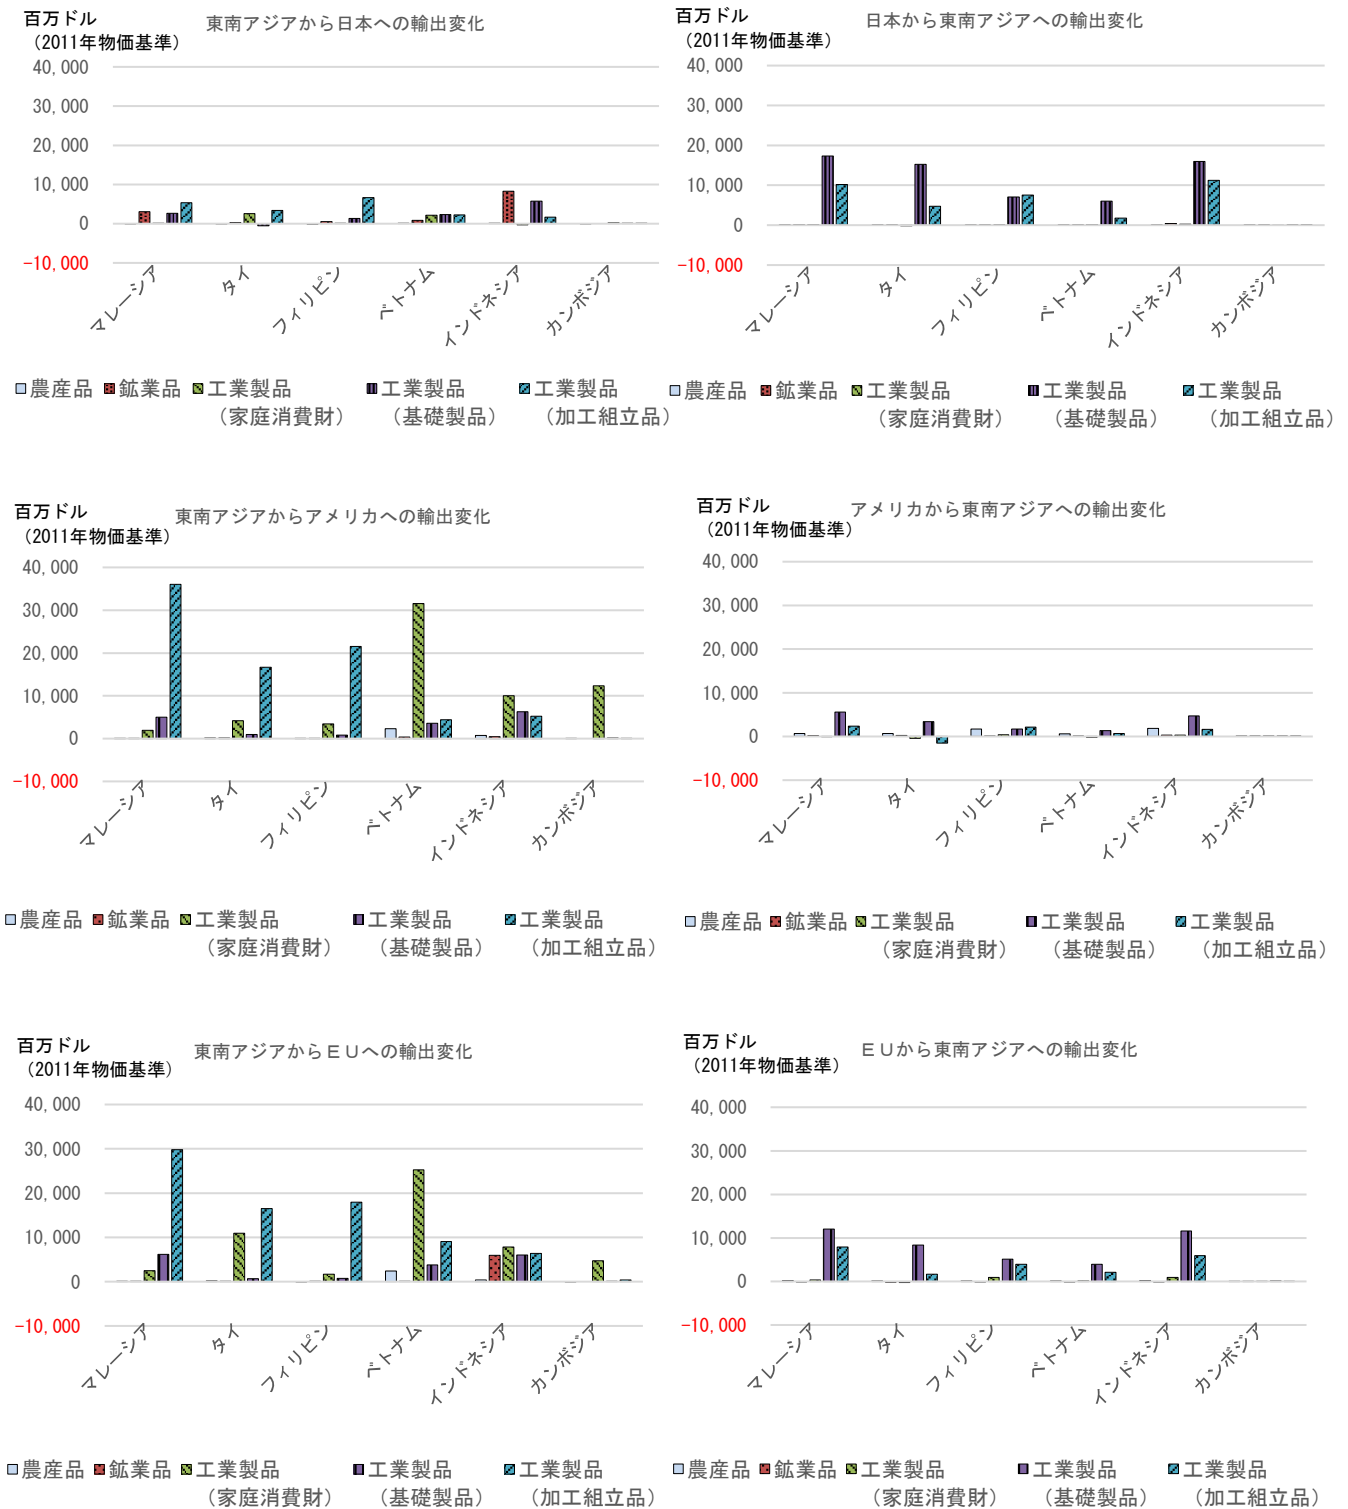 百万ドル
（2011年物価基準）
東南アジアから日本への輸出変化
40,000
30,000
20,000
10,000
0
-10,000
マレーシア
タイ
フィリピン
ベトナム
インドネシア
カンボジア
農産品 鉱業品 工業製品 工業製品 工業製品
（家庭消費財） （基礎製品） （加工組立品）
百万ドル
（2011年物価基準）
日本から東南アジアへの輸出変化
40,000
30,000
20,000
10,000
0
-10,000
マレーシア
タイ
フィリピン
ベトナム
インドネシア
カンボジア
農産品 鉱業品 工業製品 工業製品 工業製品
（家庭消費財） （基礎製品） （加工組立品）
百万ドル
（2011年物価基準）
東南アジアからアメリカへの輸出変化
40,000
30,000
20,000
10,000
0
-10,000
マレーシア
タイ
フィリピン
ベトナム
インドネシア
カンボジア
農産品 鉱業品 工業製品 工業製品 工業製品
（家庭消費財） （基礎製品） （加工組立品）
百万ドル
（2011年物価基準）
アメリカから東南アジアへの輸出変化
40,000
30,000
20,000
10,000
0
-10,000
マレーシア
タイ
フィリピン
ベトナム
インドネシア
カンボジア
農産品 鉱業品 工業製品 工業製品 工業製品
（家庭消費財） （基礎製品） （加工組立品）
百万ドル
（2011年物価基準）
東南アジアからＥＵへの輸出変化
40,000
30,000
20,000
10,000
0
-10,000
マレーシア
タイ
フィリピン
ベトナム
インドネシア
カンボジア
農産品 鉱業品 工業製品 工業製品 工業製品
（家庭消費財） （基礎製品） （加工組立品）
百万ドル
（2011年物価基準）
ＥＵから東南アジアへの輸出変化
40,000
30,000
20,000
10,000
0
-10,000
マレーシア
タイ
フィリピン
ベトナム
インドネシア
カンボジア
農産品 鉱業品 工業製品 工業製品 工業製品
（家庭消費財） （基礎製品） （加工組立品）